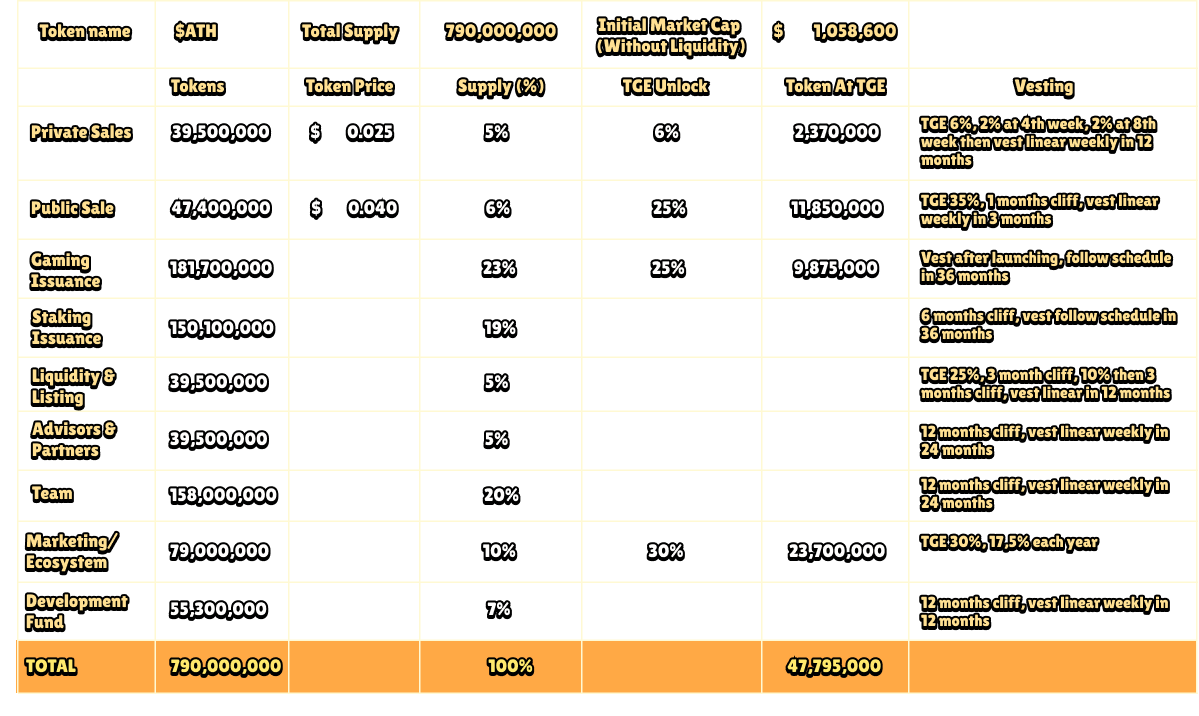 Token name $ATH Total Supply 790,000,000 Initial Market Cap (Without Liquidity) $ 1,058,600
Tokens Token Price Supply (%) TGE Unlock Token At TGE Vesting
Private Sales 39,500,000 $ 0.025 5% 6% 2,370,000 TGE 6%, 2% at 4th week, 2% at 8th week then vest linear weekly in 12 months
Public Sale 47,400,000 $ 0.040 6% 25% 11,850,000 TGE 35%, 1 months cliff, vest linear weekly in 3 months
Gaming Issuance 181,700,000 23% 25% 9,875,000 Vest after launching, follow schedule in 36 months
Staking Issuance 150,100,000 19% 6 months cliff, vest follow schedule in 36 months
Liquidity & Listing 39,500,000 5% TGE 25%, 3 month cliff, 10% then 3 months cliff, vest linear in 12 months
Advisors & Partners 39,500,000 5% 12 months cliff, vest linear weekly in 24 months
Team 158,000,000 20% 12 months cliff, vest linear weekly in 24 months
Marketing/ Ecosystem 79,000,000 10% 30% 23,700,000 TGE 30%, 17,5% each year
Development Fund 55,300,000 7% 12 months cliff, vest linear weekly in 12 months
TOTAL 790,000,000 100% 47,795,000